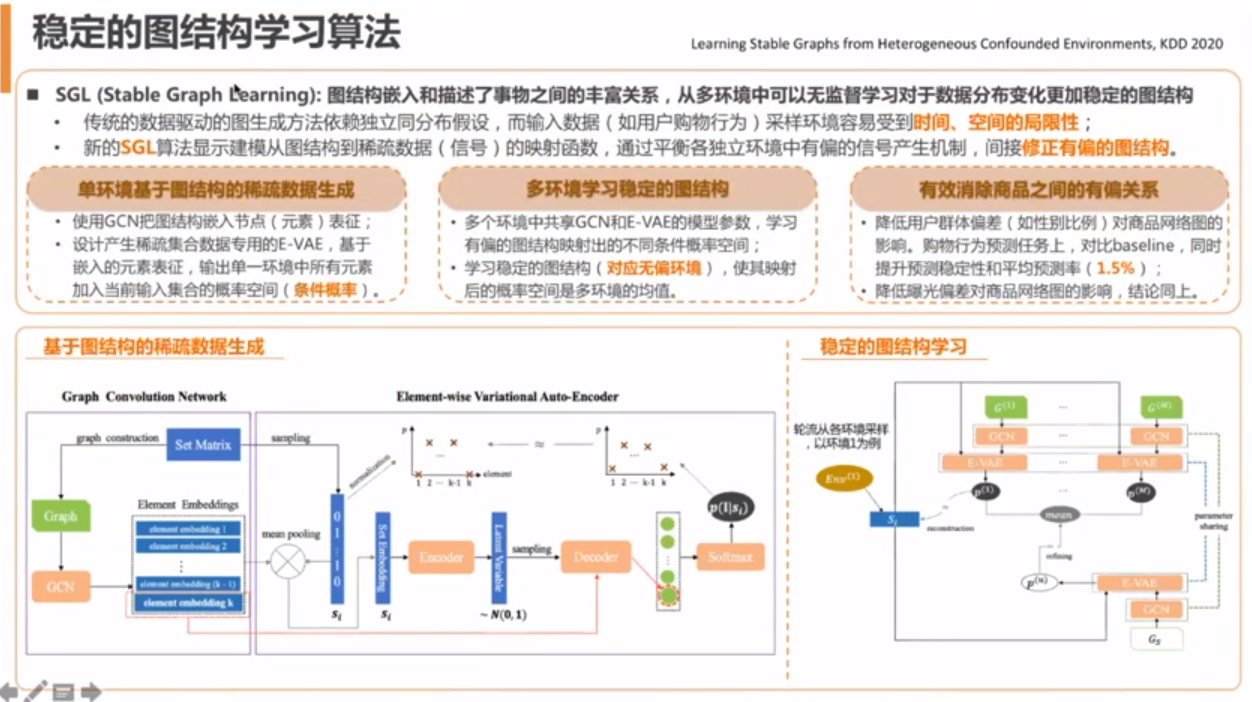 稳定的图结构学习算法
Learning Stable Graphs from Heterogeneous Confounded Environments, KDD 2020
■ SGL (Stable Graph Learning): 图结构嵌入和描述了事物之间的丰富关系，从多环境中可以无监督学习对于数据分布变化更加稳定的图结构
• 传统的数据驱动的图生成方法依赖独立同分布假设，而输入数据（如用户购物行为）采样环境容易受到时间、空间的局限性；
• 新的SGL算法显示建模从图结构到稀疏数据（信号）的映射函数，通过平衡各独立环境中有偏的信号产生机制，间接修正有偏的图结构。
单环境基于图结构的稀疏数据生成
• 使用GCN把图结构嵌入节点（元素）表征；
• 设计产生稀疏集合数据专用的E-VAE，基于
嵌入的元素表征，输出单一环境中所有元素
加入当前输入集合的概率空间（条件概率）。
多环境学习稳定的图结构
• 多个环境中共享GCN和E-VAE的模型参数，学习
有偏的图结构映射出的不同条件概率空间；
• 学习稳定的图结构（对应无偏环境），使其映射
后的概率空间是多环境的均值。
有效消除商品之间的有偏关系
• 降低用户群体偏差（如性别比例）对商品网络图的
影响。购物行为预测任务上，对比baseline，同时
提升预测稳定性和平均预测率（1.5%）；
• 降低曝光偏差对商品网络图的影响，结论同上。
基于图结构的稀疏数据生成
Graph Convolution Network
Element-wise Variational Auto-Encoder
graph construction
Set Matrix
sampling
Graph
GCN
Element Embeddings
element embedding 1
element embedding 2
⋮
element embedding (k - 1)
element embedding k
mean pooling
normalization
0
1
⋮
1
0
s_i
Set Embedding
s_i
Encoder
Latent Variable
~ N(0,1)
sampling
Decoder
Softmax
p(l|s_i)
p
...
1 2 ... k-1 k
element
≈
p
...
1 2 ... k-1 k
稳定的图结构学习
轮流从各环境采样
，以环境1为例
Env^(1)
S_i
G^(1)
...
G^(M)
GCN
...
GCN
E-VAE
...
E-VAE
p^(1)
...
p^(M)
≈
reconstruction
mean
refining
p^(u)
E-VAE
GCN
G_S
parameter
sharing